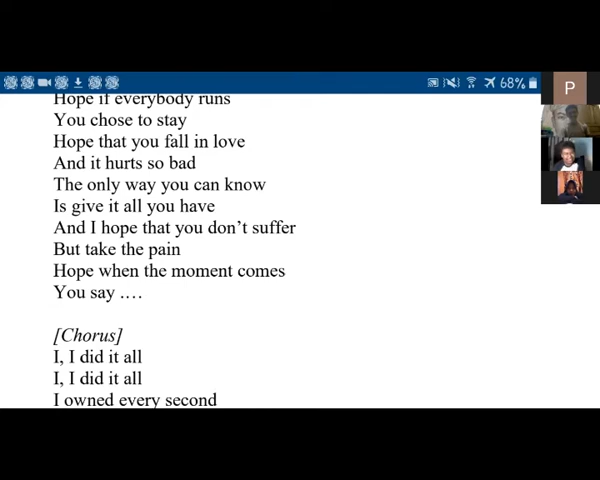 68%
P
Hope if everybody runs
You chose to stay
Hope that you fall in love
And it hurts so bad
The only way you can know
Is give it all you have
And I hope that you don't suffer
But take the pain
Hope when the moment comes
You say ….
[Chorus]
I, I did it all
I, I did it all
I owned every second